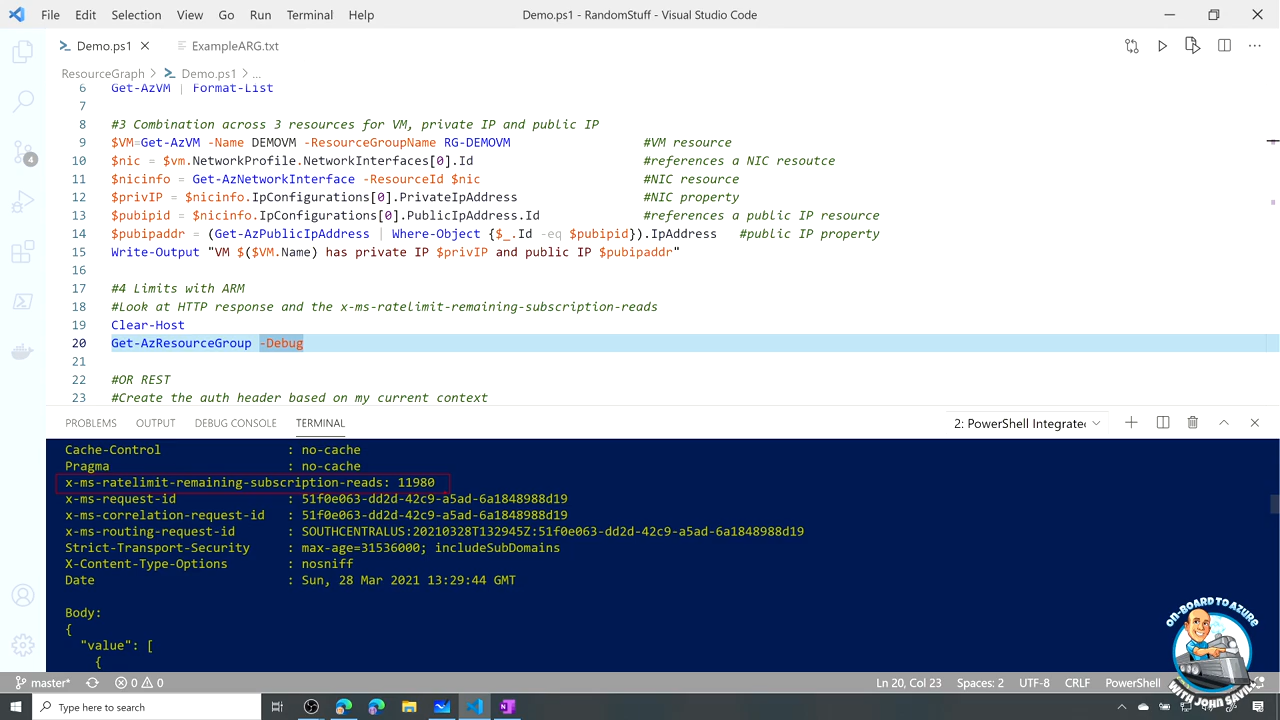 File Edit Selection View Go Run Terminal Help Demo.ps1 - RandomStuff - Visual Studio Code
Demo.ps1 ExampleARG.txt
ResourceGraph > Demo.ps1 > ...
6 Get-AzVM | Format-List
7
8 #3 Combination across 3 resources for VM, private IP and public IP
9 $VM=Get-AzVM -Name DEMOVM -ResourceGroupName RG-DEMOVM #VM resource
10 $nic = $vm.NetworkProfile.NetworkInterfaces[0].Id #references a NIC resoutce
11 $nicinfo = Get-AzNetworkInterface -ResourceId $nic #NIC resource
12 $privIP = $nicinfo.IpConfigurations[0].PrivateIpAddress #NIC property
13 $pubipid = $nicinfo.IpConfigurations[0].PublicIpAddress.Id #references a public IP resource
14 $pubipaddr = (Get-AzPublicIpAddress | Where-Object {$_.Id -eq $pubipid}).IpAddress #public IP property
15 Write-Output "VM $($VM.Name) has private IP $privIP and public IP $pubipaddr"
16
17 #4 Limits with ARM
18 #Look at HTTP response and the x-ms-ratelimit-remaining-subscription-reads
19 Clear-Host
20 Get-AzResourceGroup -Debug
21
22 #OR REST
23 #Create the auth header based on my current context
4
PROBLEMS OUTPUT DEBUG CONSOLE TERMINAL 2: PowerShell Integrate
Cache-Control : no-cache
Pragma : no-cache
x-ms-ratelimit-remaining-subscription-reads: 11980
x-ms-request-id : 51f0e063-dd2d-42c9-a5ad-6a1848988d19
x-ms-correlation-request-id : 51f0e063-dd2d-42c9-a5ad-6a1848988d19
x-ms-routing-request-id : SOUTHCENTRALUS:20210328T132945Z:51f0e063-dd2d-42c9-a5ad-6a1848988d19
Strict-Transport-Security : max-age=31536000; includeSubDomains
X-Content-Type-Options : nosniff
Date : Sun, 28 Mar 2021 13:29:44 GMT
Body:
{
"value": [
{
ON-BOARD TO AZURE
WITH JOHN SAVILL
master* 0 0 Ln 20, Col 23 Spaces: 2 UTF-8 CRLF PowerShell
Type here to search